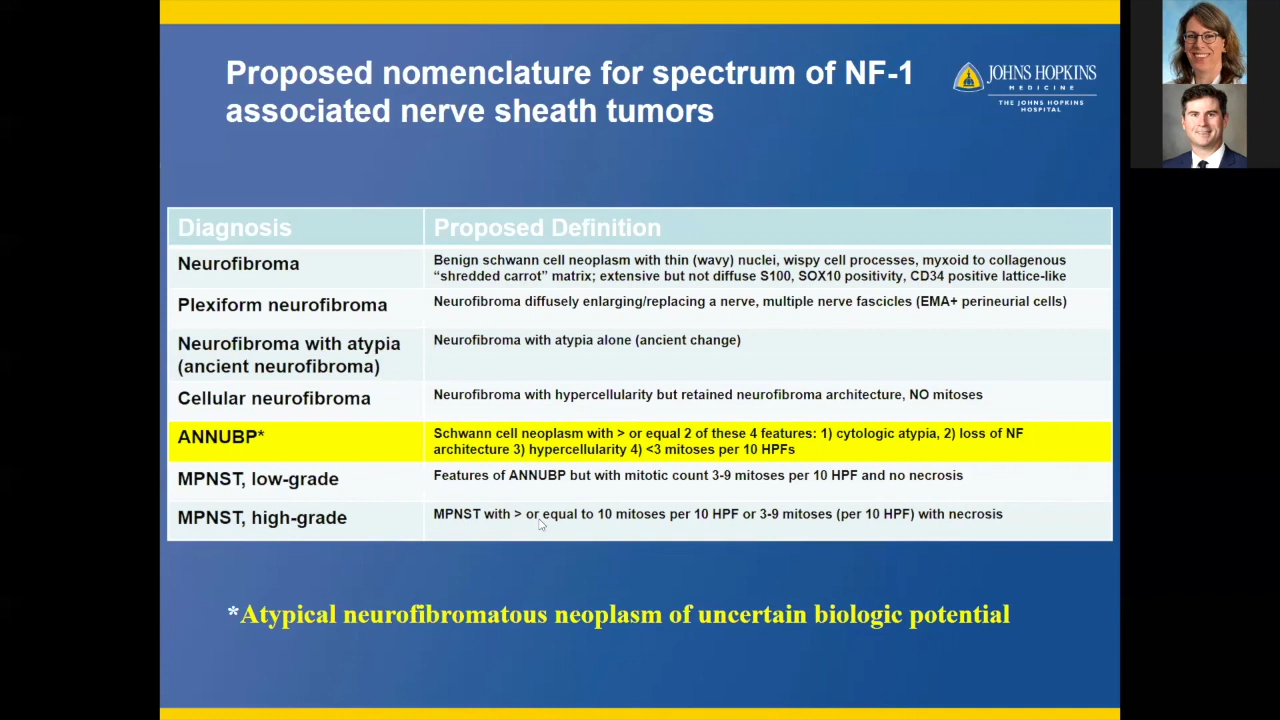 Proposed nomenclature for spectrum of NF-1
associated nerve sheath tumors
JOHNS HOPKINS
MEDICINE
THE JOHNS HOPKINS
HOSPITAL
Diagnosis
Proposed Definition
Neurofibroma
Benign schwann cell neoplasm with thin (wavy) nuclei, wispy cell processes, myxoid to collagenous
“shredded carrot” matrix; extensive but not diffuse S100, SOX10 positivity, CD34 positive lattice-like
Plexiform neurofibroma
Neurofibroma diffusely enlarging/replacing a nerve, multiple nerve fascicles (EMA+ perineurial cells)
Neurofibroma with atypia
(ancient neurofibroma)
Neurofibroma with atypia alone (ancient change)
Cellular neurofibroma
Neurofibroma with hypercellularity but retained neurofibroma architecture, NO mitoses
ANNUBP*
Schwann cell neoplasm with > or equal 2 of these 4 features: 1) cytologic atypia, 2) loss of NF
architecture 3) hypercellularity 4) <3 mitoses per 10 HPFs
MPNST, low-grade
Features of ANNUBP but with mitotic count 3-9 mitoses per 10 HPF and no necrosis
MPNST, high-grade
MPNST with > or equal to 10 mitoses per 10 HPF or 3-9 mitoses (per 10 HPF) with necrosis
*Atypical neurofibromatous neoplasm of uncertain biologic potential